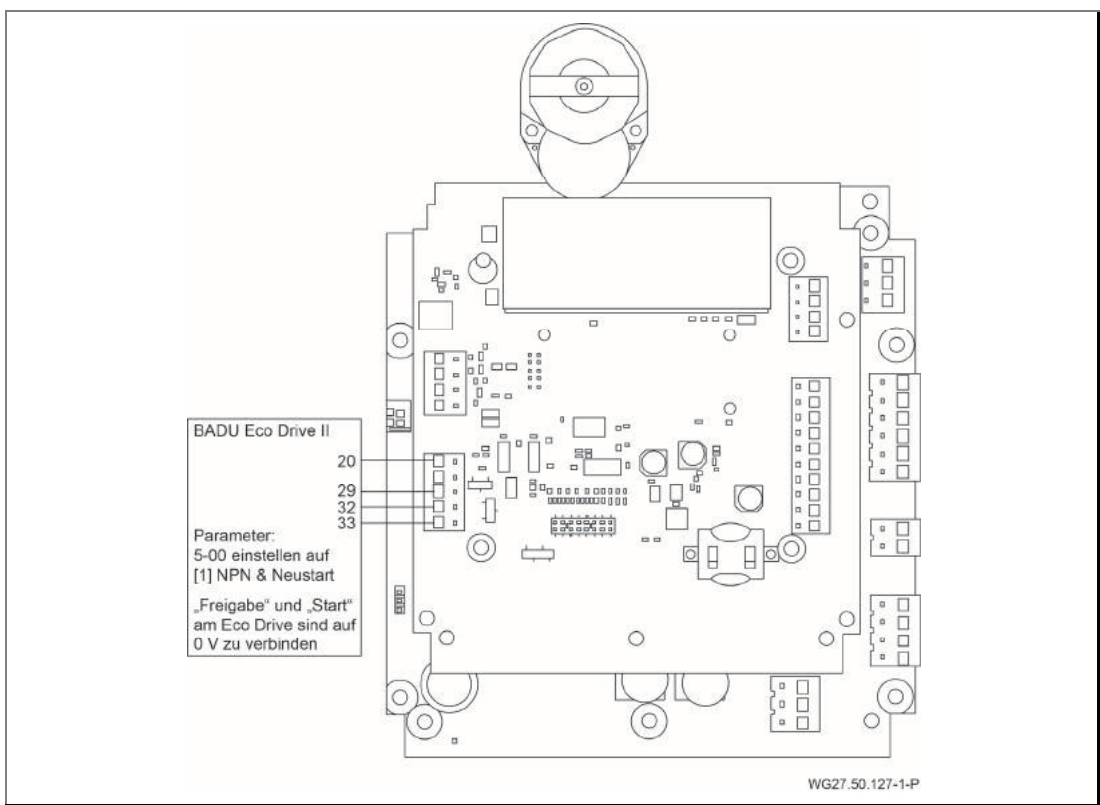 BADU Eco Drive II
20
29
32
33
Parameter:
5-00 einstellen auf
[1] NPN & Neustart
„Freigabe“ und „Start“
am Eco Drive sind auf
0 V zu verbinden
WG27.50.127-1-P